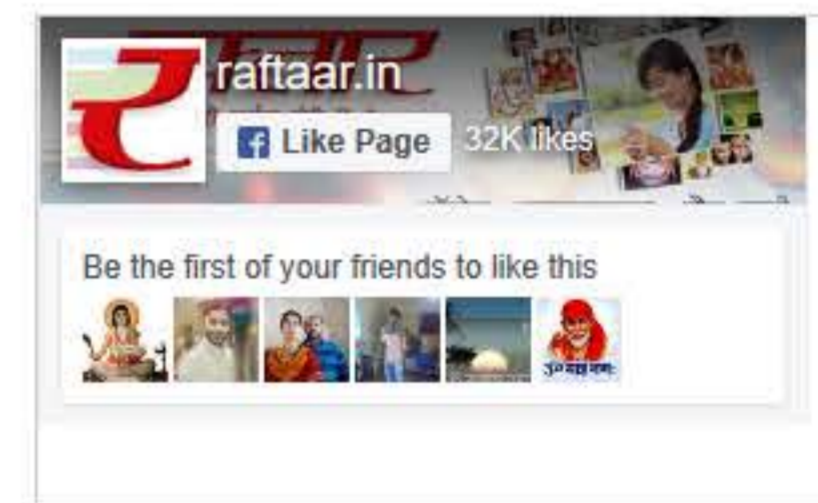 र
raftaar.in
Like Page 32K likes
Be the first of your friends to like this